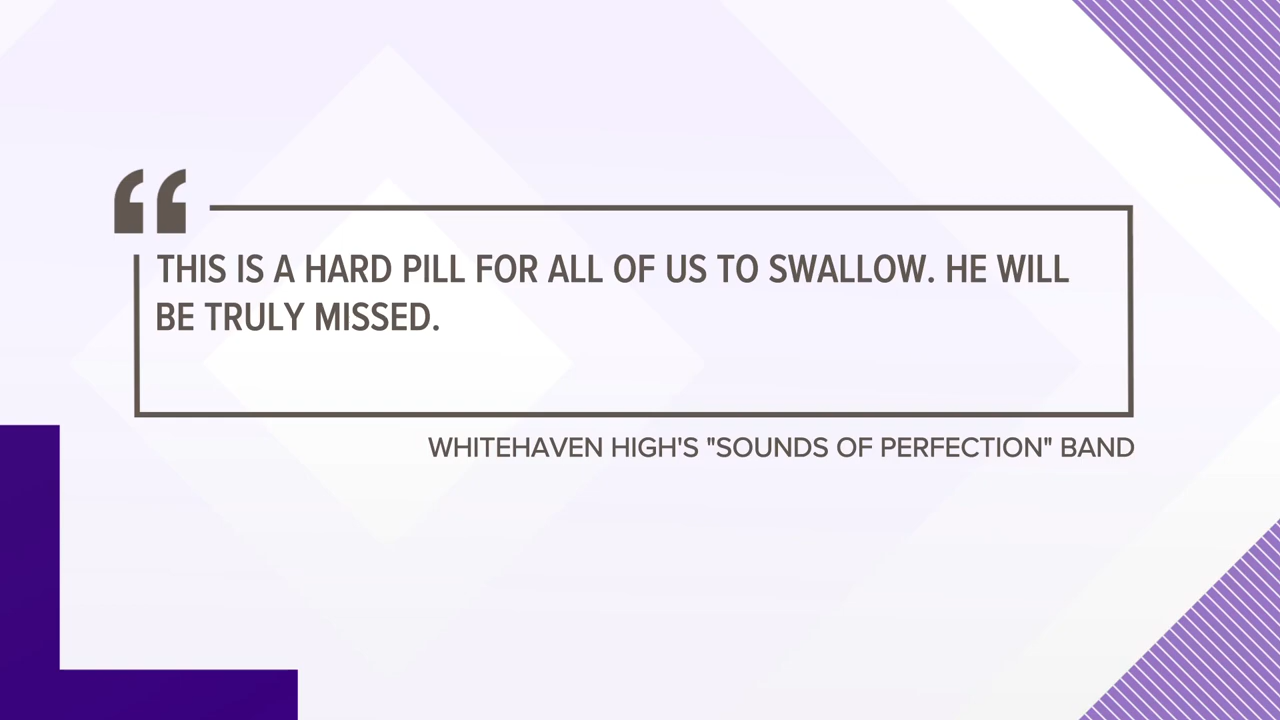 “
THIS IS A HARD PILL FOR ALL OF US TO SWALLOW. HE WILL
BE TRULY MISSED.
WHITEHAVEN HIGH'S "SOUNDS OF PERFECTION" BAND